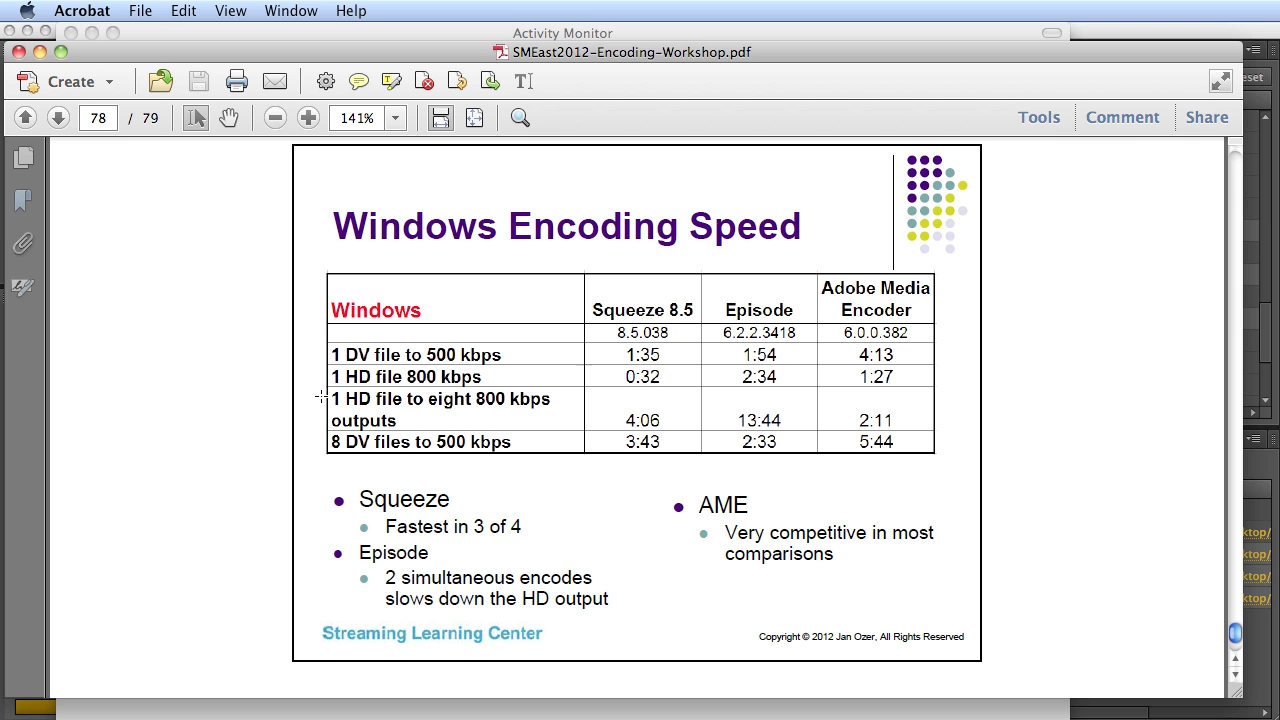 Acrobat File Edit View Window Help
Activity Monitor
SMEast2012-Encoding-Workshop.pdf
Create
78 / 79 141% Tools Comment Share
Windows Encoding Speed
Windows Squeeze 8.5 Episode Adobe Media Encoder
8.5.038 6.2.2.3418 6.0.0.382
1 DV file to 500 kbps 1:35 1:54 4:13
1 HD file 800 kbps 0:32 2:34 1:27
1 HD file to eight 800 kbps
outputs 4:06 13:44 2:11
8 DV files to 500 kbps 3:43 2:33 5:44
Squeeze
Fastest in 3 of 4
Episode
2 simultaneous encodes
slows down the HD output
AME
Very competitive in most
comparisons
Streaming Learning Center
Copyright © 2012 Jan Ozer, All Rights Reserved
eset
ktop/
ktop/
ktop/
ktop/